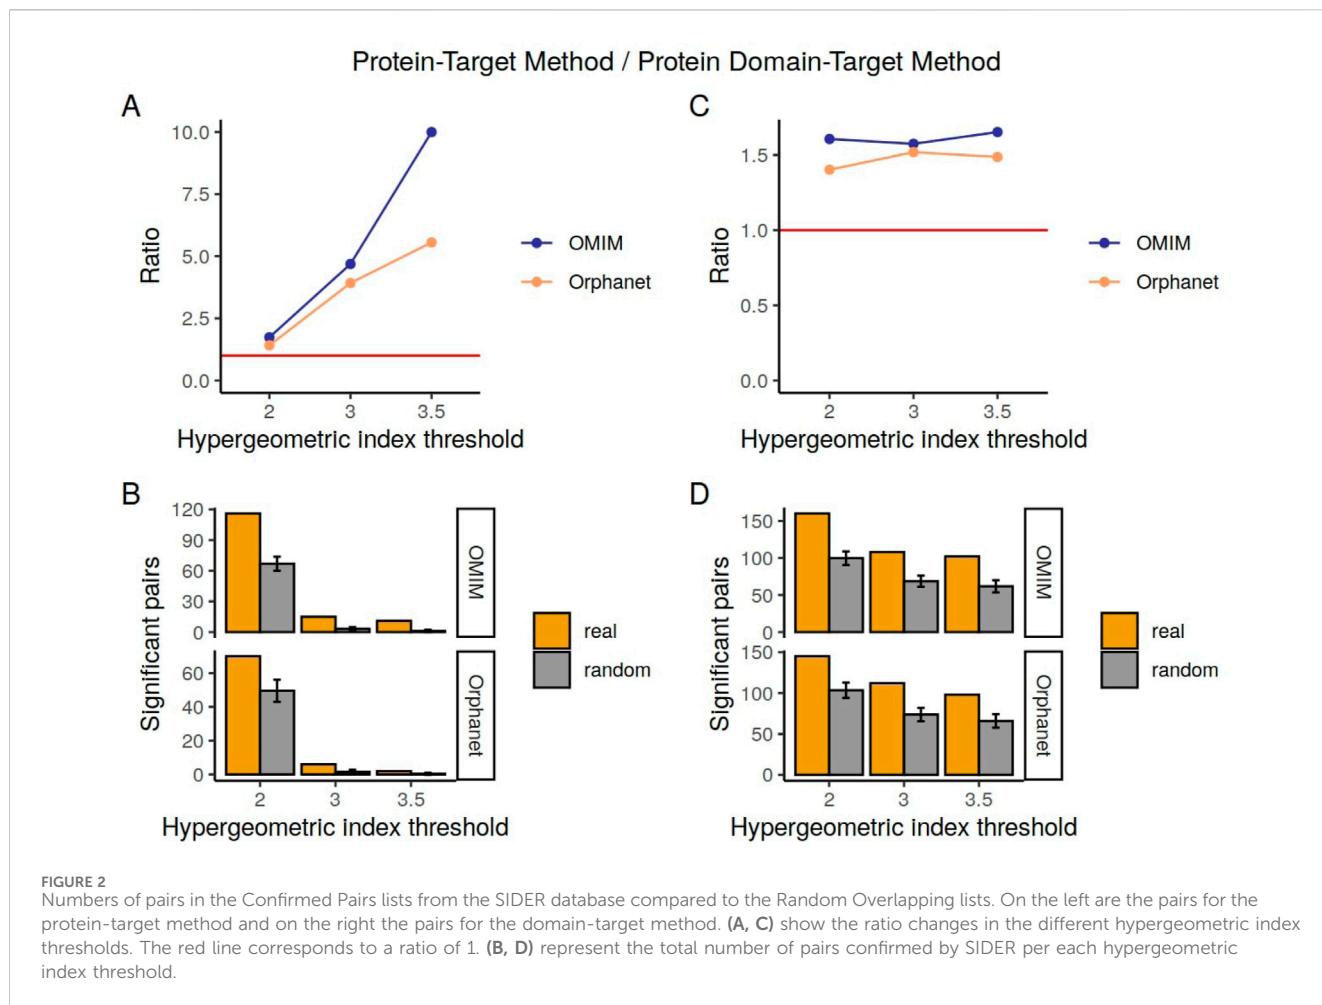 Protein-Target Method / Protein Domain-Target Method
A
10.0
7.5
5.0
2.5
0.0
Ratio
2 3 3.5
Hypergeometric index threshold
OMIM
Orphanet
C
1.5
1.0
0.5
0.0
Ratio
2 3 3.5
Hypergeometric index threshold
OMIM
Orphanet
B
120
90
60
30
0
OMIM
60
40
20
0
Orphanet
Significant pairs
2 3 3.5
Hypergeometric index threshold
real
random
D
150
100
50
0
OMIM
150
100
50
0
Orphanet
Significant pairs
2 3 3.5
Hypergeometric index threshold
real
random
FIGURE 2
Numbers of pairs in the Confirmed Pairs lists from the SIDER database compared to the Random Overlapping lists. On the left are the pairs for the
protein-target method and on the right the pairs for the domain-target method. (A, C) show the ratio changes in the different hypergeometric index
thresholds. The red line corresponds to a ratio of 1. (B, D) represent the total number of pairs confirmed by SIDER per each hypergeometric
index threshold.